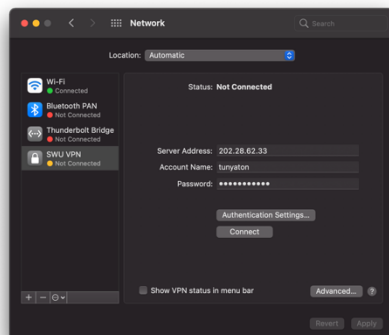 Network
Search
Location: Automatic
Wi-Fi
Connected
Bluetooth PAN
Not Connected
Thunderbolt Bridge
Not Connected
SWU VPN
Not Connected
Status: Not Connected
Server Address: 202.28.62.33
Account Name: tunyaton
Password: •••••••••••
Authentication Settings...
Connect
Show VPN status in menu bar
Advanced...
?
Revert
Apply